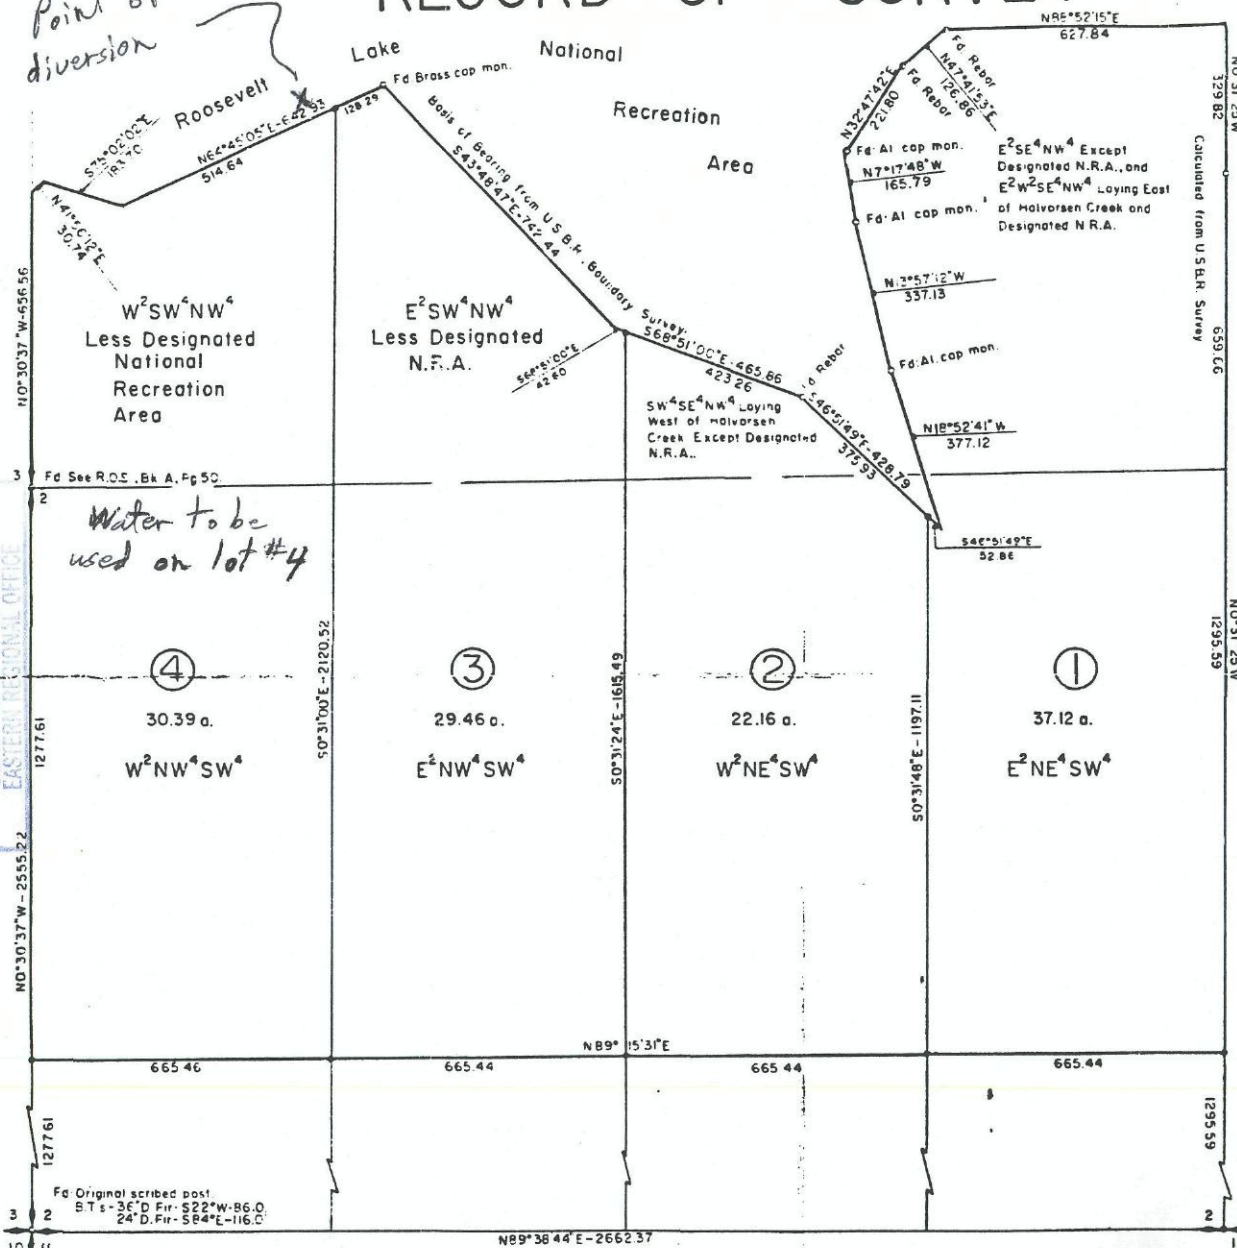 Point of
diversion
RECORD OF SURVEY
Lake
National
Roosevelt
Recreation
Area
Fd Brass cap mon.
N64°45'05"E-642.93
514.64
128.29
S75°02'02"E
183.70
30.74
Basis of Bearing from U.S.B.R. Boundary Survey.
S43°48'47"E-742.44
627.84
329.82
Fd. Rebar
N47°41'53"E
126.86
Fd Rebar
N32°47'42"E
221.80
Fd. Al cap mon.
N7°17'48"W
165.79
Fd. Al cap mon.
337.13
Fd. Al. cap mon.
N18°52'41"W
377.12
E²SE⁴NW⁴ Except
Designated N.R.A., and
E²W²SE⁴NW⁴ Laying East
of Halvorsen Creek and
Designated N.R.A.
Calculated from U.S.B.R. Survey
659.66
N0°30'37"W-656.56
W²SW⁴NW⁴
Less Designated
National
Recreation
Area
E²SW⁴NW⁴
Less Designated
N.R.A.
S68°51'00"E
42.60
S68°51'00"E-465.86
423.26
Rebar
SW⁴SE⁴NW⁴ Laying
West of Halvorsen
Creek Except Designated
N.R.A..
S46°51'49"E-428.79
375.93
S46°51'49"E
52.86
3
Fd See R.O.S., Bk A, Pg 50
2
Water to be
used on lot #4
EASTERN REGIONAL OFFICE
4
30.39 a.
W²NW⁴SW⁴
3
29.46 a.
E²NW⁴SW⁴
2
22.16 a.
W²NE⁴SW⁴
1
37.12 a.
E²NE⁴SW⁴
1277.61
N0°30'37"W-2555.22
S0°31'00"E-2120.52
S0°31'24"E-1615.49
S0°31'48"E-1197.11
1295.59
N89° 15'31"E
665.46
665.44
665.44
665.44
1277.61
1295.59
Fd. Original scribed post.
B.T.s-36"D Fir-S22°W-86.0
24"D.Fir-S84°E-116.0
3
2
2
1
10
11
N89°38'44"E-2662.37